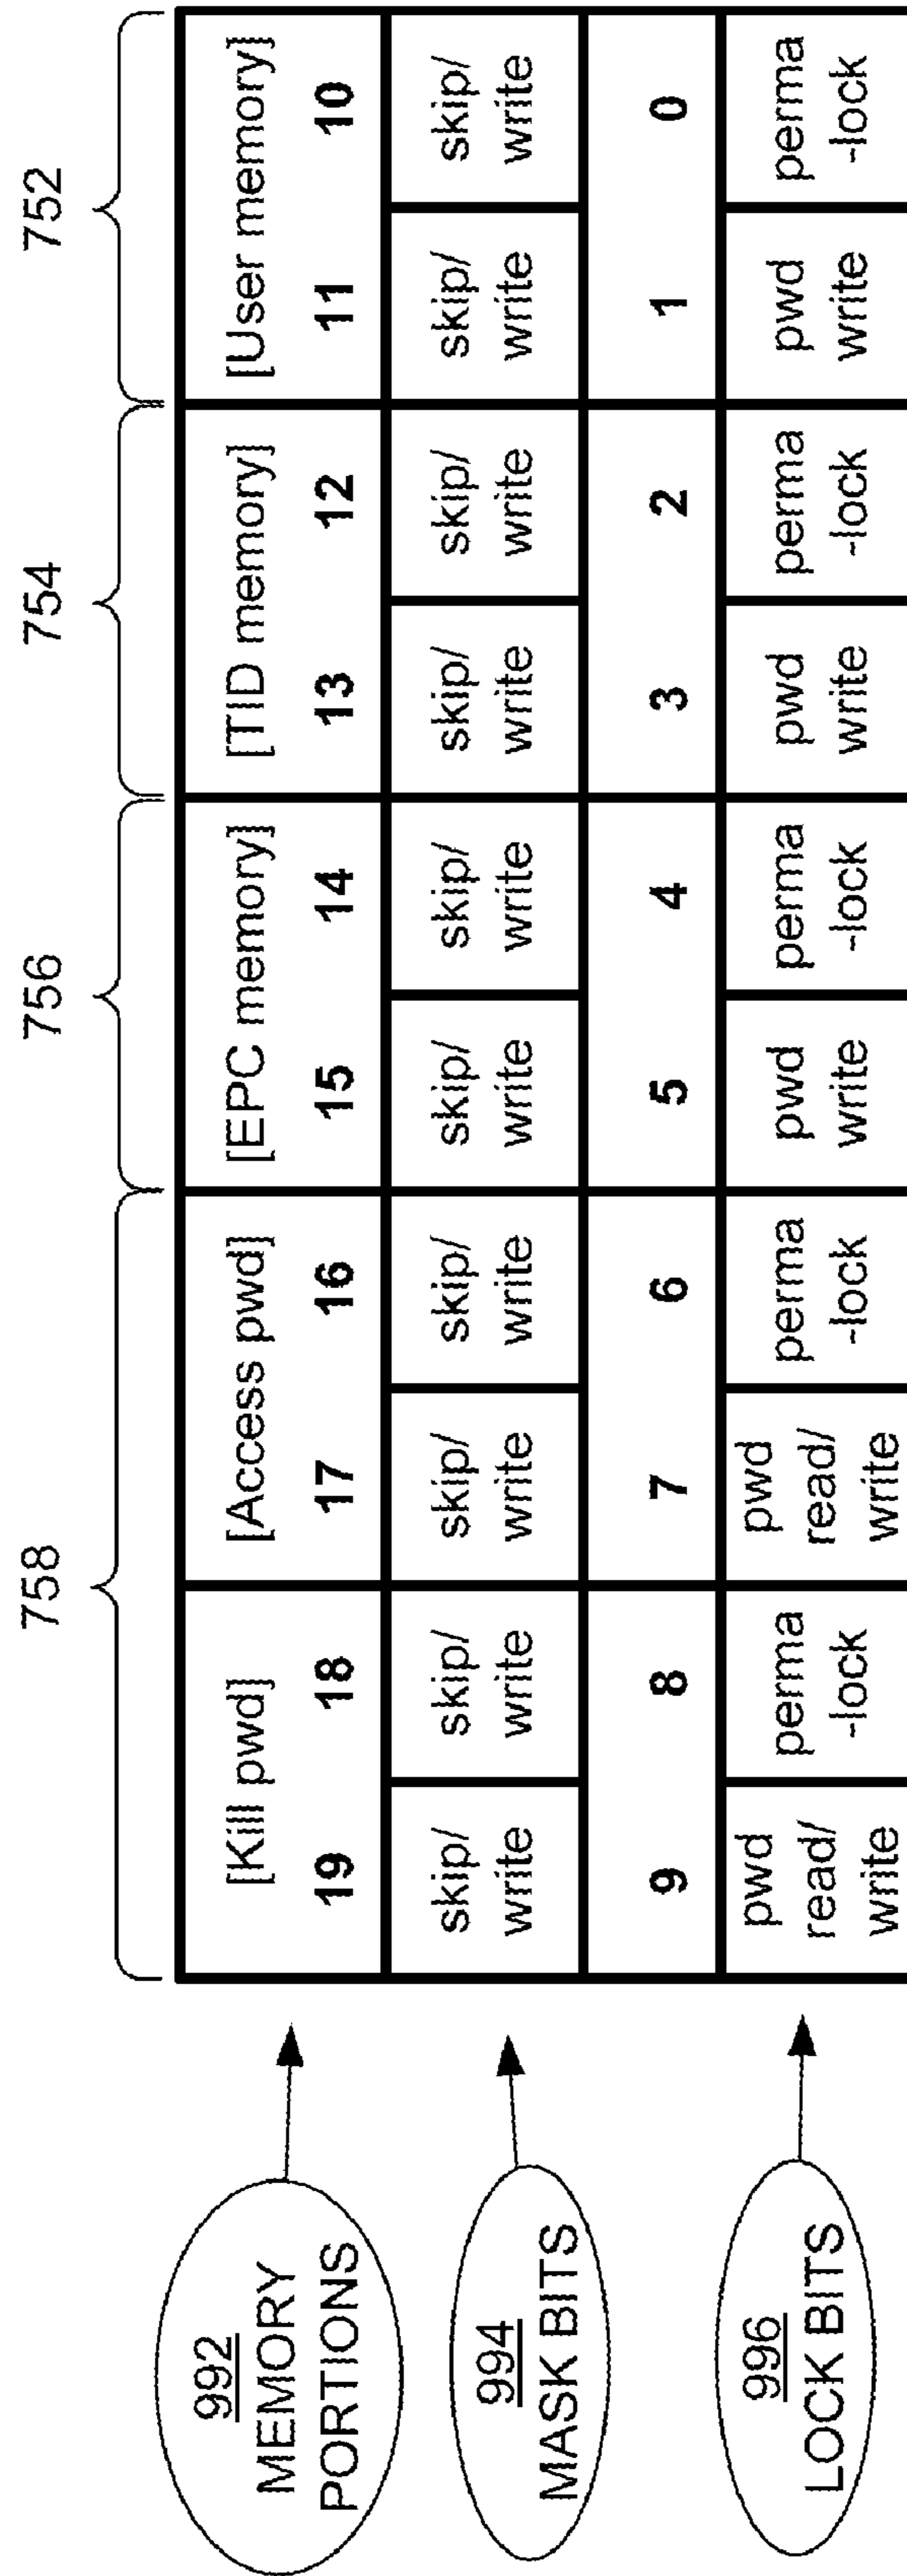 758 756 754 752
992
MEMORY
PORTIONS
[Kill pwd] [Access pwd] [EPC memory] [TID memory] [User memory]
19 18 17 16 15 14 13 12 11 10
994
MASK BITS
skip/ skip/ skip/ skip/ skip/ skip/ skip/ skip/ skip/ skip/
write write write write write write write write write write
9 8 7 6 5 4 3 2 1 0
996
LOCK BITS
pwd read/ write
perma -lock
pwd read/ write
perma -lock
pwd write
perma -lock
pwd write
perma -lock
pwd write
perma -lock